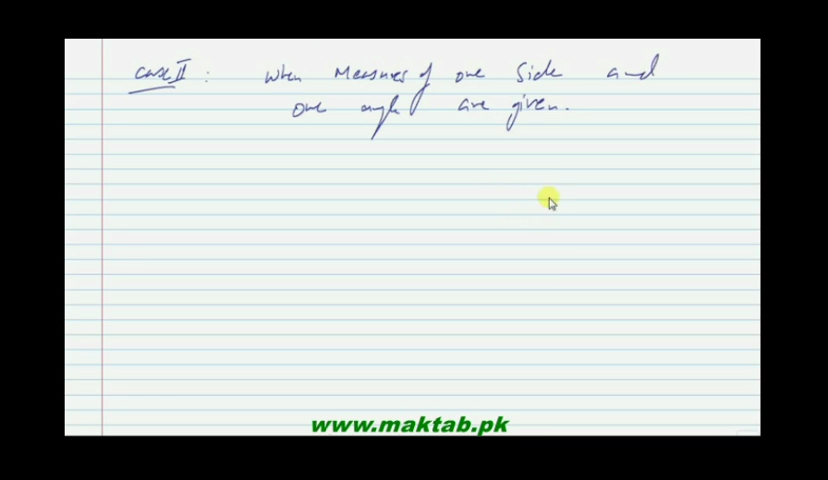 Case II : When Measures of one Side and
one angle are given.
www.maktab.pk